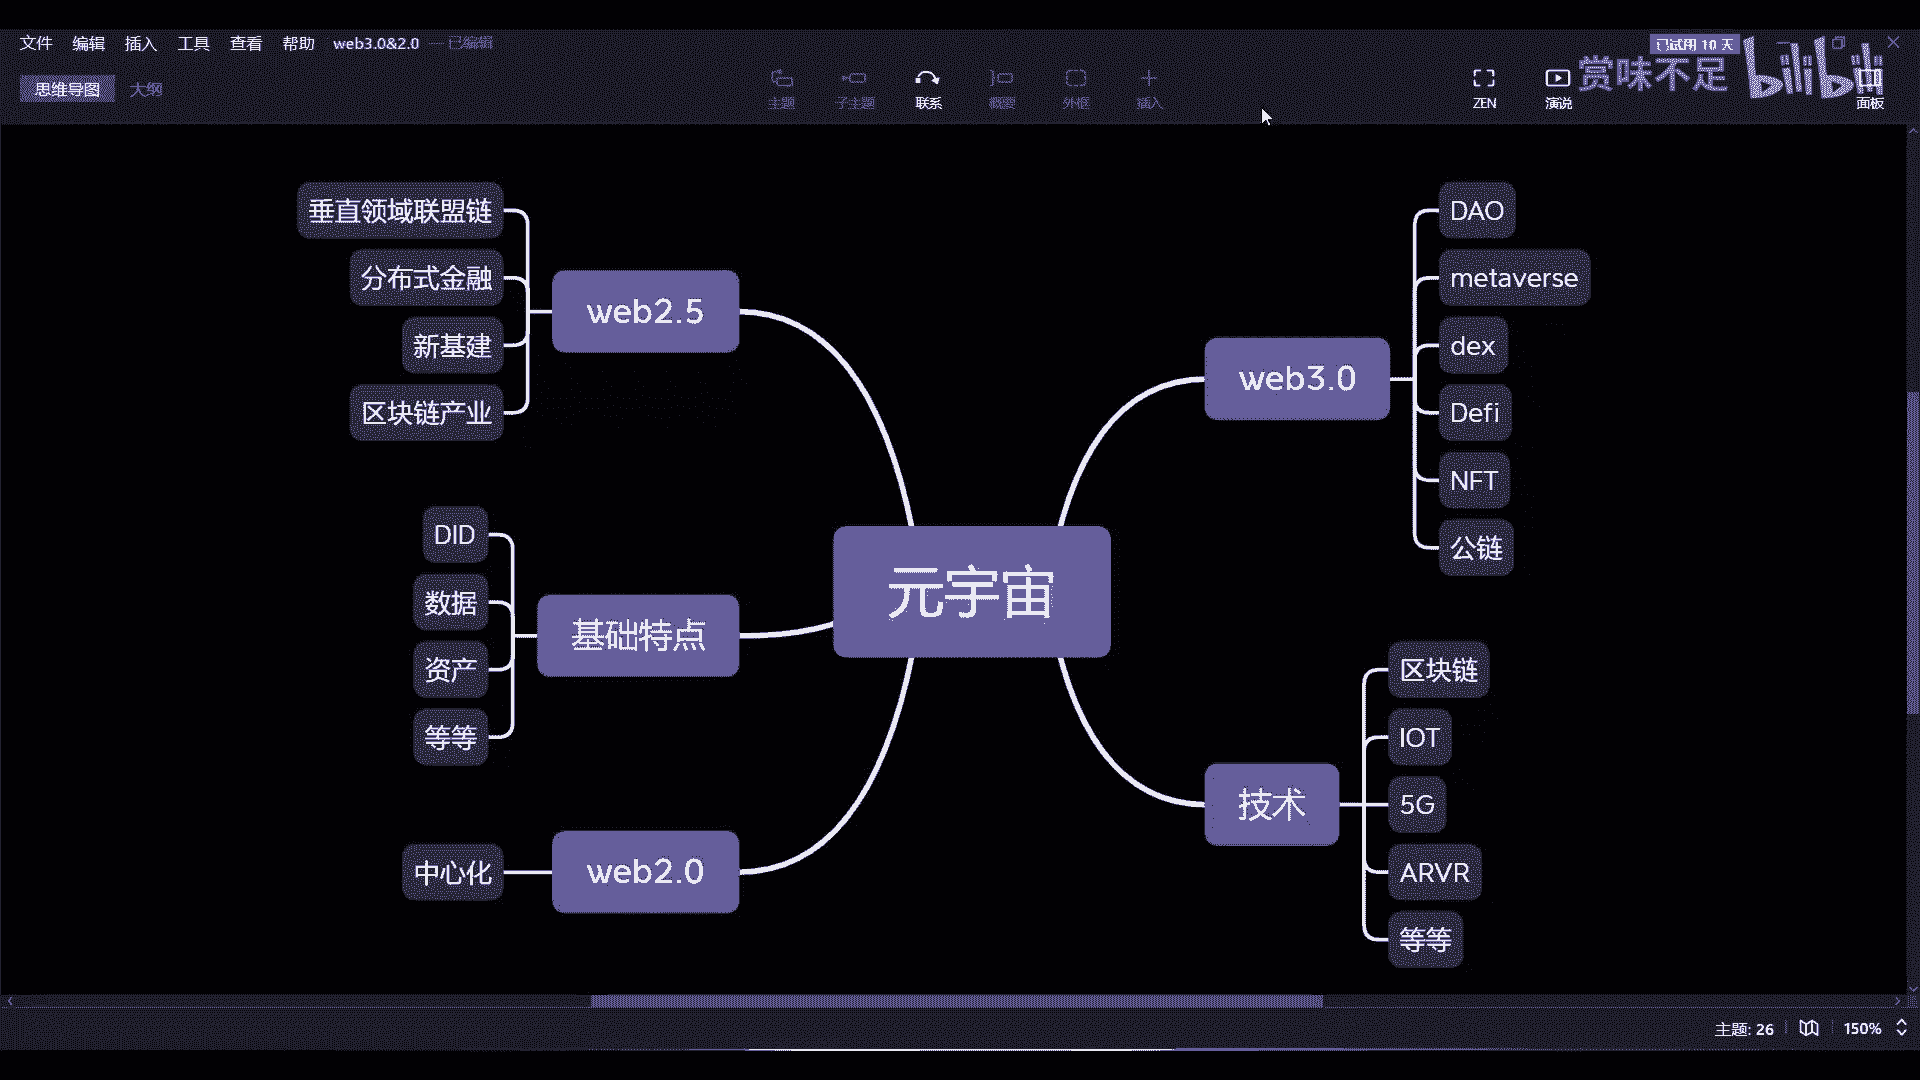 文件 编辑 插入 工具 查看 帮助 web3.0&2.0 — 已编辑
已试用 10 天
赏味不足 bilibili
思维导图 大纲
主题 子主题 联系 概要 外框 插入
ZEN 演说 面板
元宇宙
web2.5
垂直领域联盟链
分布式金融
新基建
区块链产业
基础特点
DID
数据
资产
等等
web2.0
中心化
web3.0
DAO
metaverse
dex
Defi
NFT
公链
技术
区块链
IOT
5G
ARVR
等等
主题: 26 150%